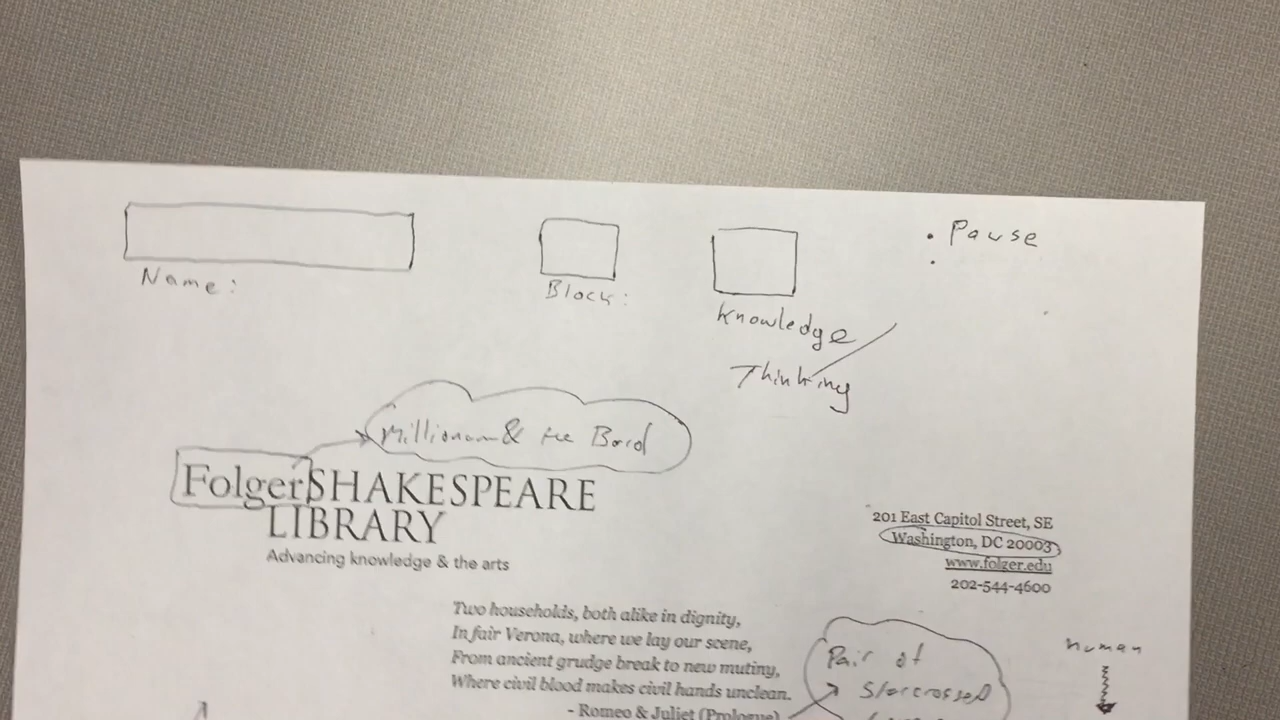 • Pause
Name:
Block:
Knowledge
Thinking
& the Bard
FolgerSHAKESPEARE
LIBRARY
Advancing knowledge & the arts
201 East Capitol Street, SE
Washington, DC 20003
www.folger.edu
202-544-4600
Two households, both alike in dignity,
In fair Verona, where we lay our scene,
From ancient grudge break to new mutiny,
Where civil blood makes civil hands unclean.
- Romeo & Juliet (Prologue)
Pair of
Starcrossed
human